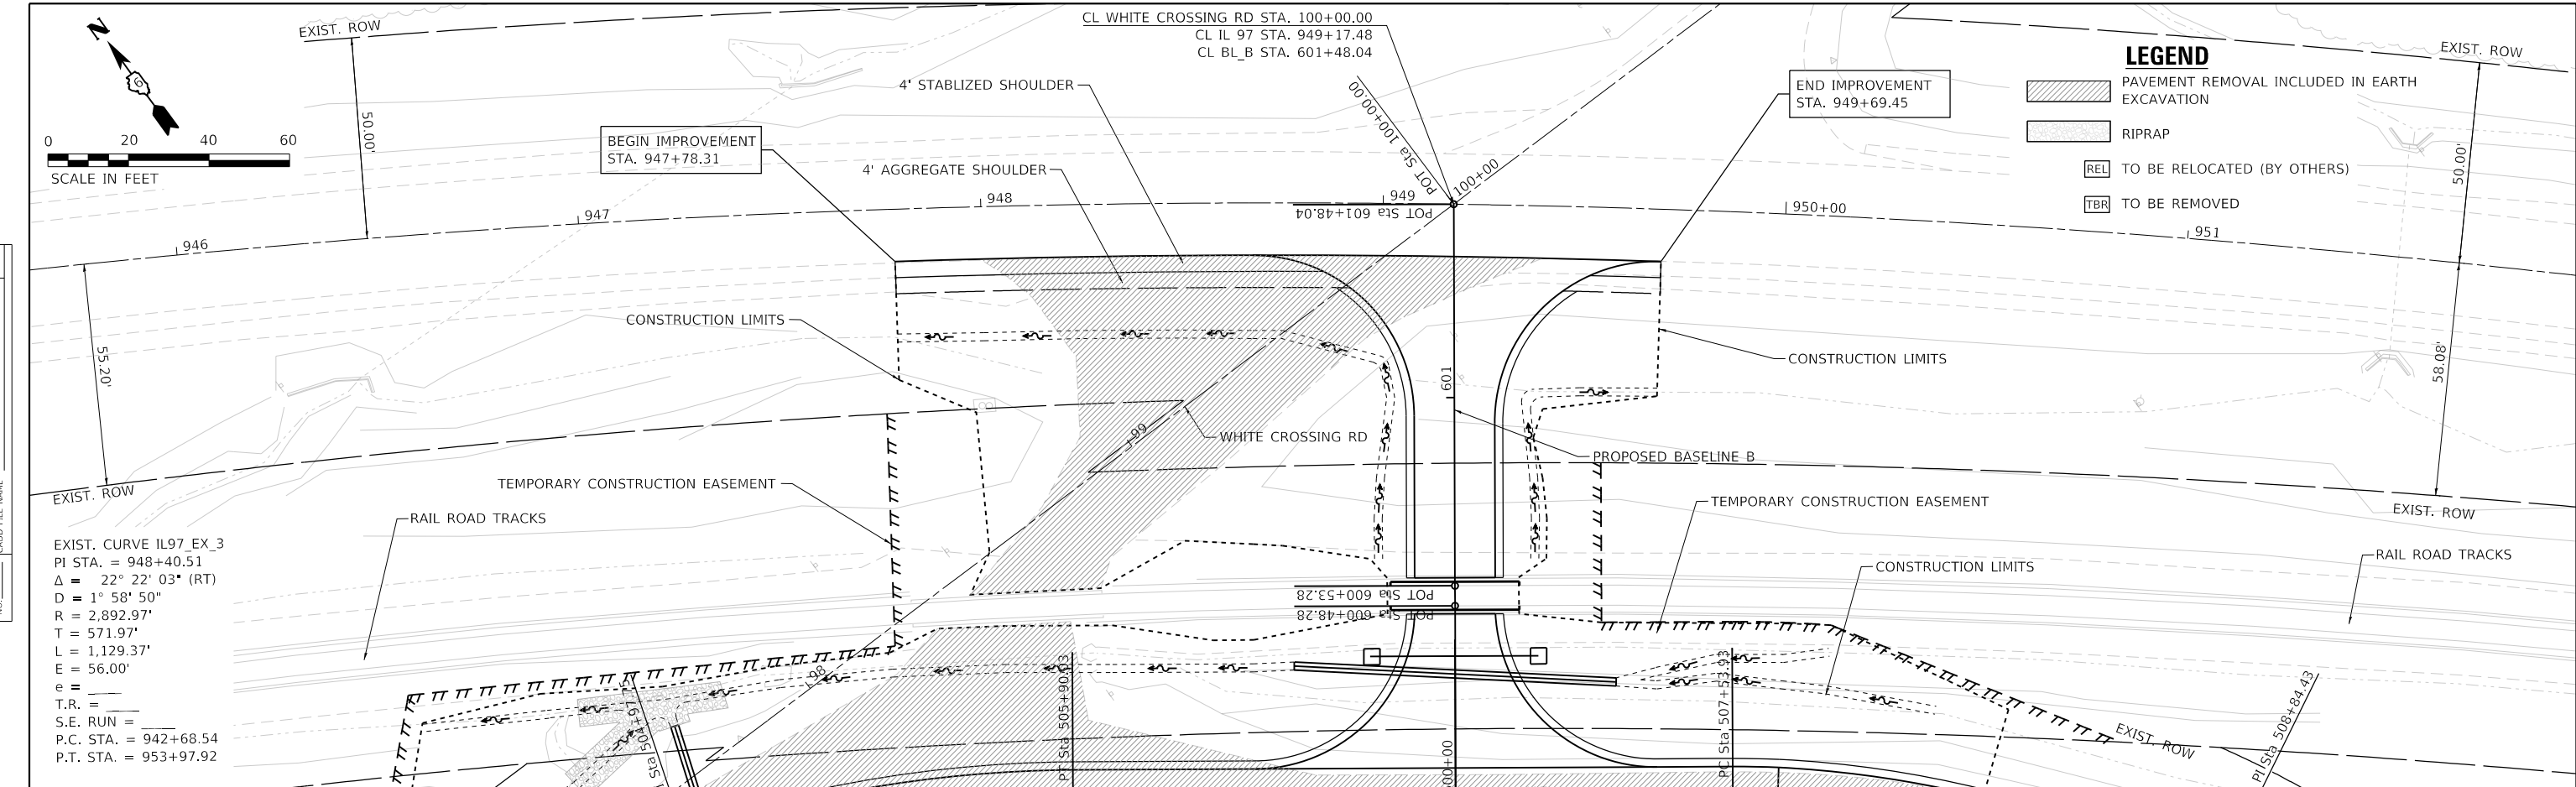 N
6
0 20 40 60
SCALE IN FEET
EXIST. ROW
50.00'
CL WHITE CROSSING RD STA. 100+00.00
CL IL 97 STA. 949+17.48
CL BL_B STA. 601+48.04
4' STABLIZED SHOULDER
BEGIN IMPROVEMENT
STA. 947+78.31
4' AGGREGATE SHOULDER
POT Sta 100+00.00
100+00
END IMPROVEMENT
STA. 949+69.45
LEGEND
PAVEMENT REMOVAL INCLUDED IN EARTH
EXCAVATION
RIPRAP
REL TO BE RELOCATED (BY OTHERS)
TBR TO BE REMOVED
EXIST. ROW
50.00'
946
947
948
949
POT Sta 601+48.04
950+00
951
55.20'
CONSTRUCTION LIMITS
CONSTRUCTION LIMITS
58.08'
601
99
WHITE CROSSING RD
PROPOSED BASELINE B
EXIST. ROW
TEMPORARY CONSTRUCTION EASEMENT
TEMPORARY CONSTRUCTION EASEMENT
EXIST. ROW
RAIL ROAD TRACKS
RAIL ROAD TRACKS
CONSTRUCTION LIMITS
EXIST. CURVE IL97_EX_3
PI STA. = 948+40.51
Δ = 22° 22' 03" (RT)
D = 1° 58' 50"
R = 2,892.97'
T = 571.97'
L = 1,129.37'
E = 56.00'
e = ____
T.R. = ____
S.E. RUN = ____
P.C. STA. = 942+68.54
P.T. STA. = 953+97.92
POT Sta 600+53.28
POT Sta 600+48.28
98
PT Sta 505+90.03
PC Sta 507+53.93
PI Sta 508+84.43
EXIST. ROW
00+00